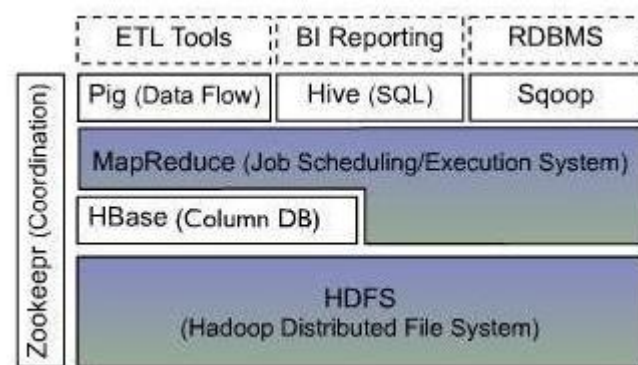 ETL Tools
BI Reporting
RDBMS
Pig (Data Flow)
Hive (SQL)
Sqoop
MapReduce (Job Scheduling/Execution System)
HBase (Column DB)
HDFS
(Hadoop Distributed File System)
Zookeepr (Coordination)